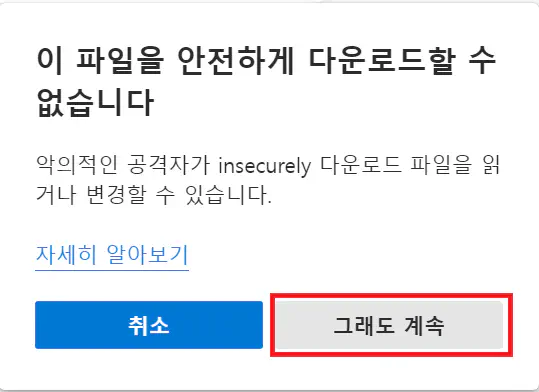 이 파일을 안전하게 다운로드할 수
없습니다
악의적인 공격자가 insecurely 다운로드 파일을 읽
거나 변경할 수 있습니다.
자세히 알아보기
취소
그래도 계속